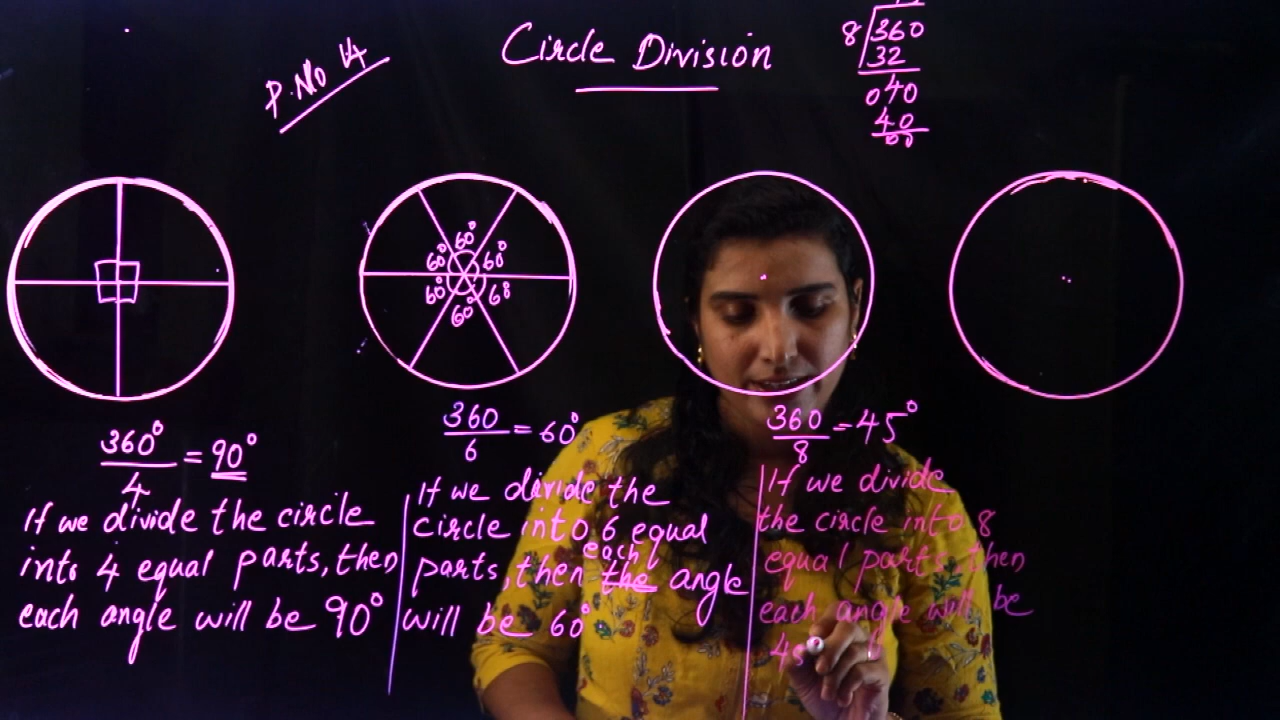 P.No 14
Circle Division
8 360
32
040
40
00
60° 60°
60° 60°
60° 60°
360°/4 = 90°
If we divide the circle
into 4 equal parts, then
each angle will be 90°
360/6 = 60°
If we divide the
circle into 6 equal
each
parts, then the angle
will be 60°
360/8 = 45°
If we divide
the circle into 8
equal parts, then
each angle will be
45°